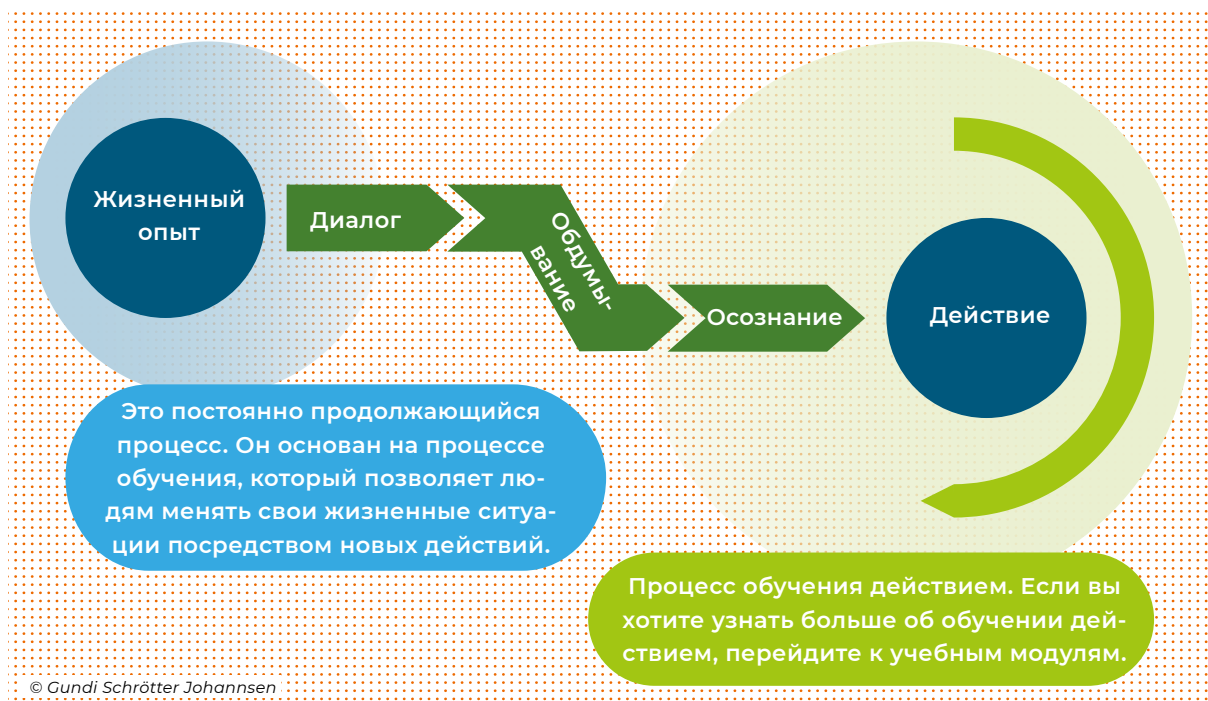 Жизненный
опыт
Диалог
Обдумы-
вание
Осознание
Действие
Это постоянно продолжающийся
процесс. Он основан на процессе
обучения, который позволяет лю-
дям менять свои жизненные ситуа-
ции посредством новых действий.
Процесс обучения действием. Если вы
хотите узнать больше об обучении дей-
ствием, перейдите к учебным модулям.
© Gundi Schrötter Johannsen